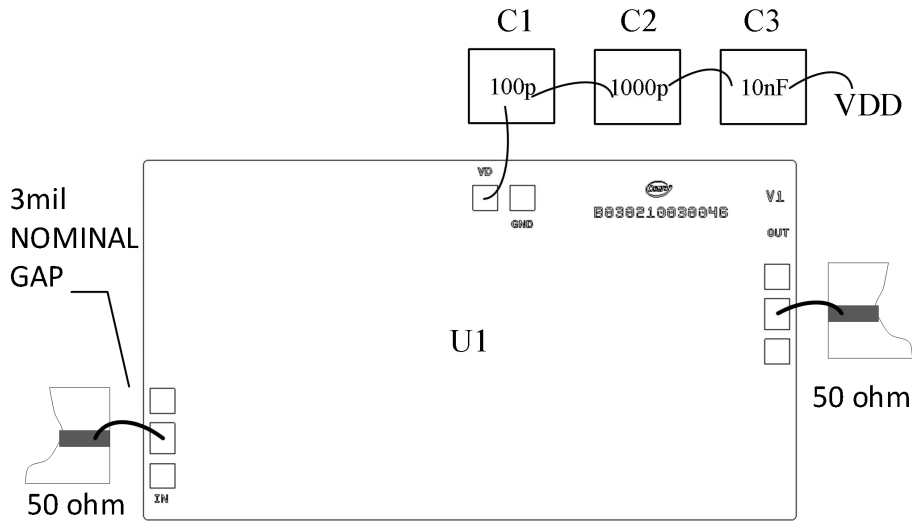 C1 C2 C3
100p 1000p 10nF
VDD
3mil
NOMINAL
GAP
VD
GND
B030210030046
V1
OUT
U1
50 ohm
50 ohm
IN